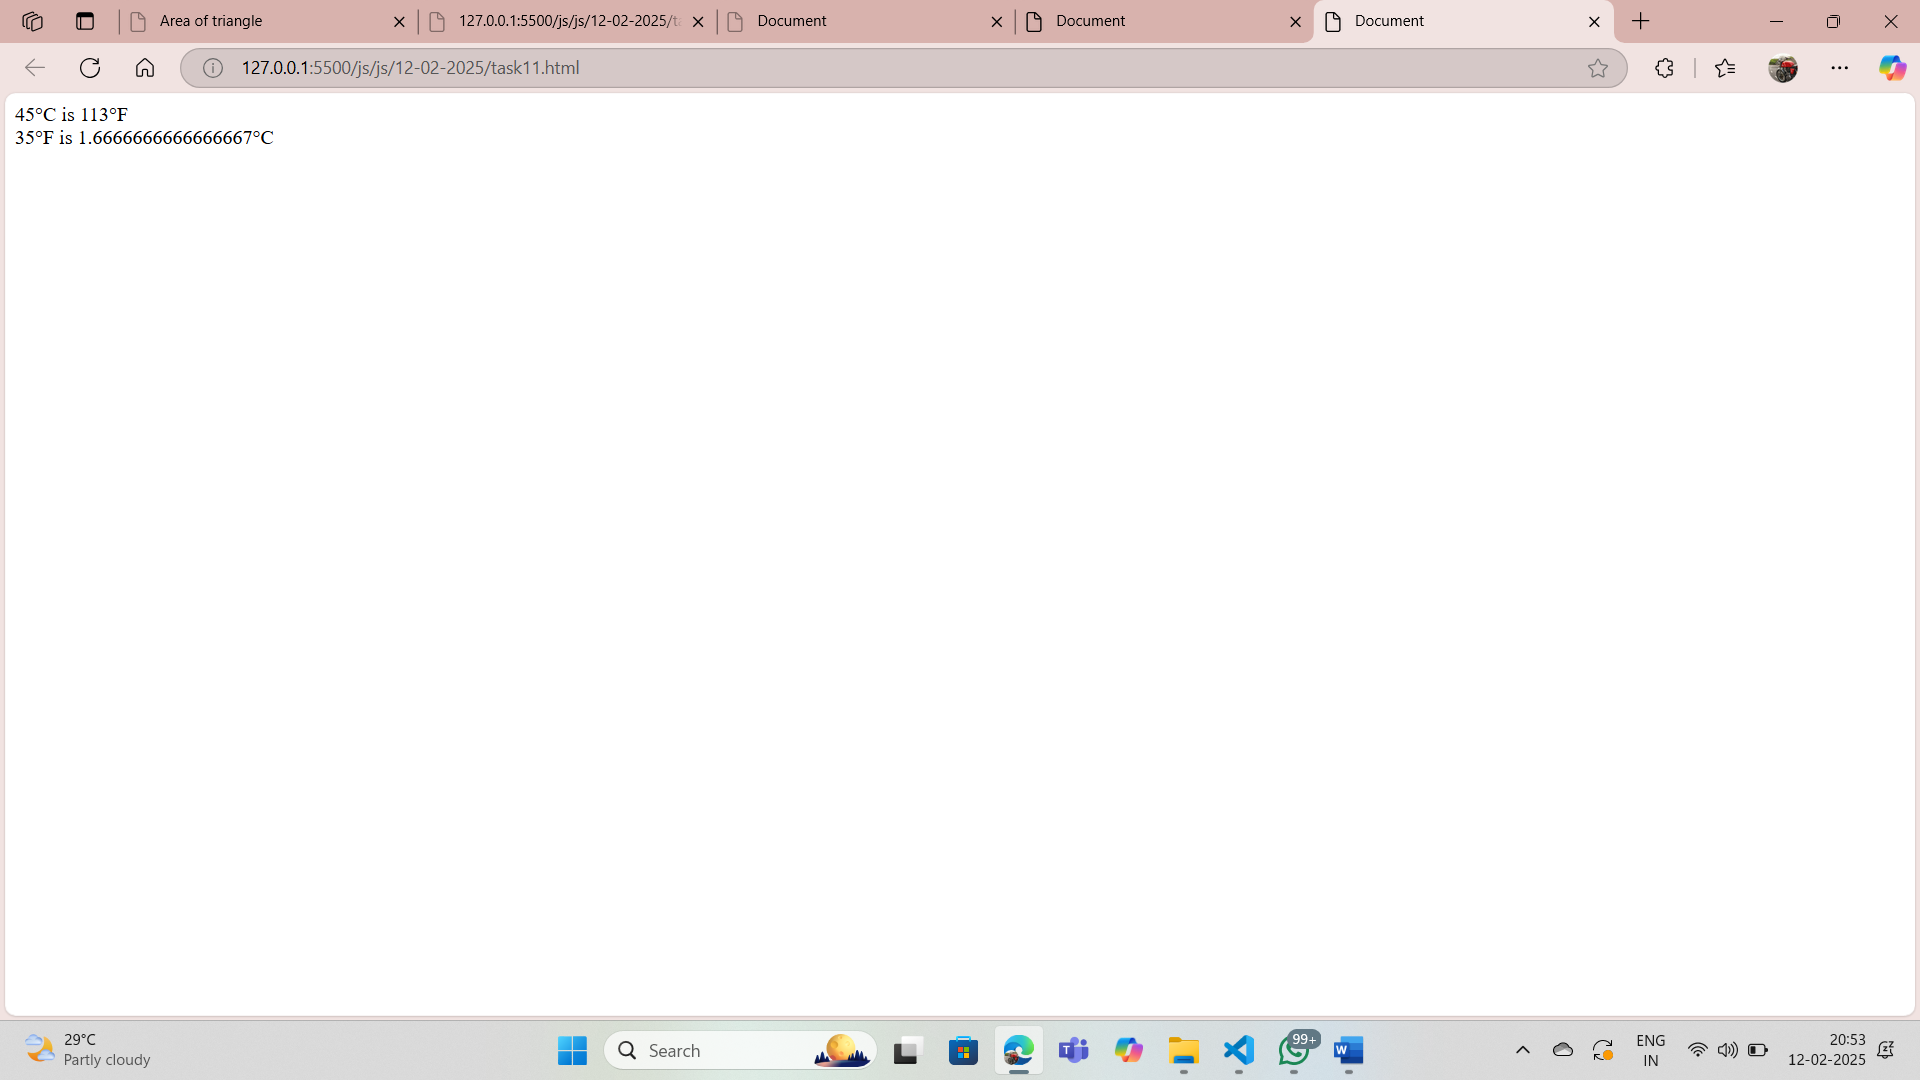 Area of triangle
127.0.0.1:5500/js/js/12-02-2025/t
Document
Document
Document
127.0.0.1:5500/js/js/12-02-2025/task11.html
45°C is 113°F
35°F is 1.6666666666666667°C
29°C
Partly cloudy
Search
99+
ENG
IN
20:53
12-02-2025